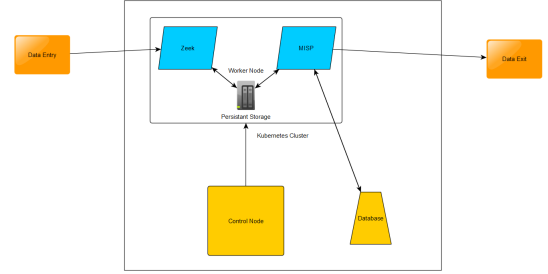 Zeek
MISP
Data Entry
Data Exit
Worker Node
Persistant Storage
Kubernetes Cluster
Control Node
Database